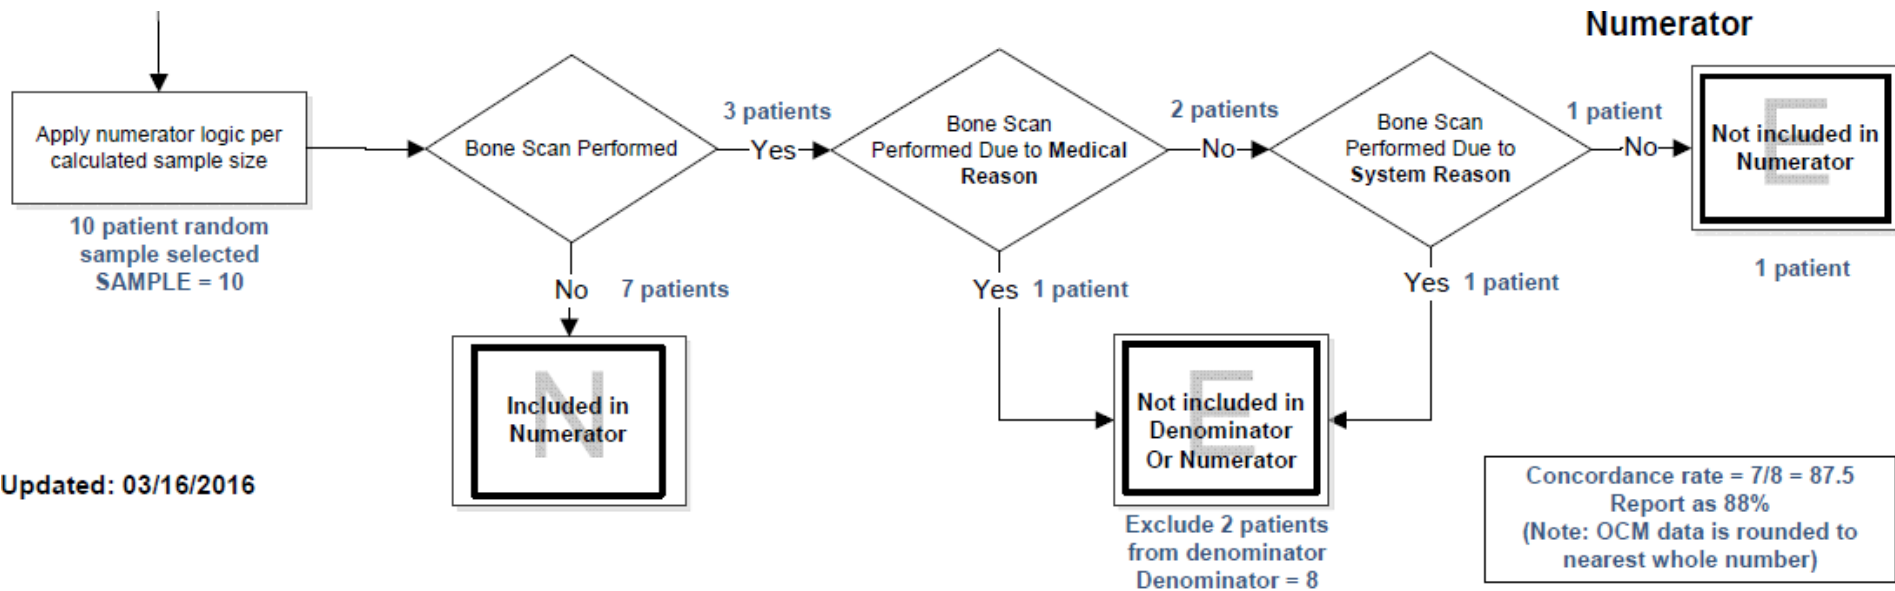 Numerator
Apply numerator logic per
calculated sample size
10 patient random
sample selected
SAMPLE = 10
Bone Scan Performed
3 patients
Yes
No
7 patients
N
Included in
Numerator
Bone Scan
Performed Due to Medical
Reason
2 patients
No
Yes
1 patient
Bone Scan
Performed Due to
System Reason
1 patient
No
Yes
1 patient
E
Not included in
Numerator
1 patient
E
Not included in
Denominator
Or Numerator
Exclude 2 patients
from denominator
Denominator = 8
Updated: 03/16/2016
Concordance rate = 7/8 = 87.5
Report as 88%
(Note: OCM data is rounded to
nearest whole number)